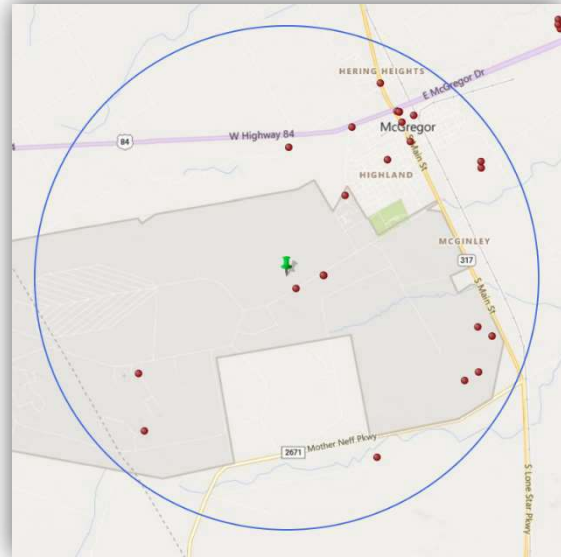 HERING HEIGHTS
E McGregor Dr
McGregor
84
W Highway 84
S Main St
HIGHLAND
MCGINLEY
317
S Main St
Mother Neff Pkwy
2671
S Lone Star Pkwy